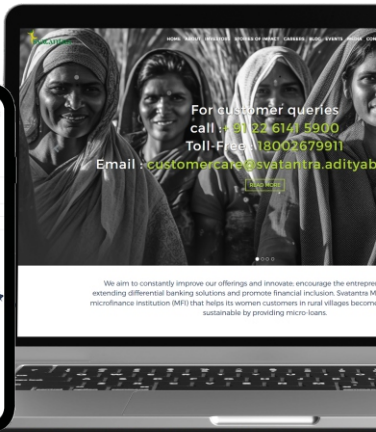 HOME ABOUT INVESTORS STORIES OF IMPACT CAREERS BLOG EVENTS
For customer queries
call :+ 91 22 6141 5900
Toll-Free : 18002679911
Email : customercare@svatantra.adityab
READ MORE
We aim to constantly improve our offerings and innovate; encourage the entrepre
extending differential banking solutions and promote financial inclusion. Svatantra M
microfinance institution (MFI) that helps its women customers in rural villages become
sustainable by providing micro-loans.